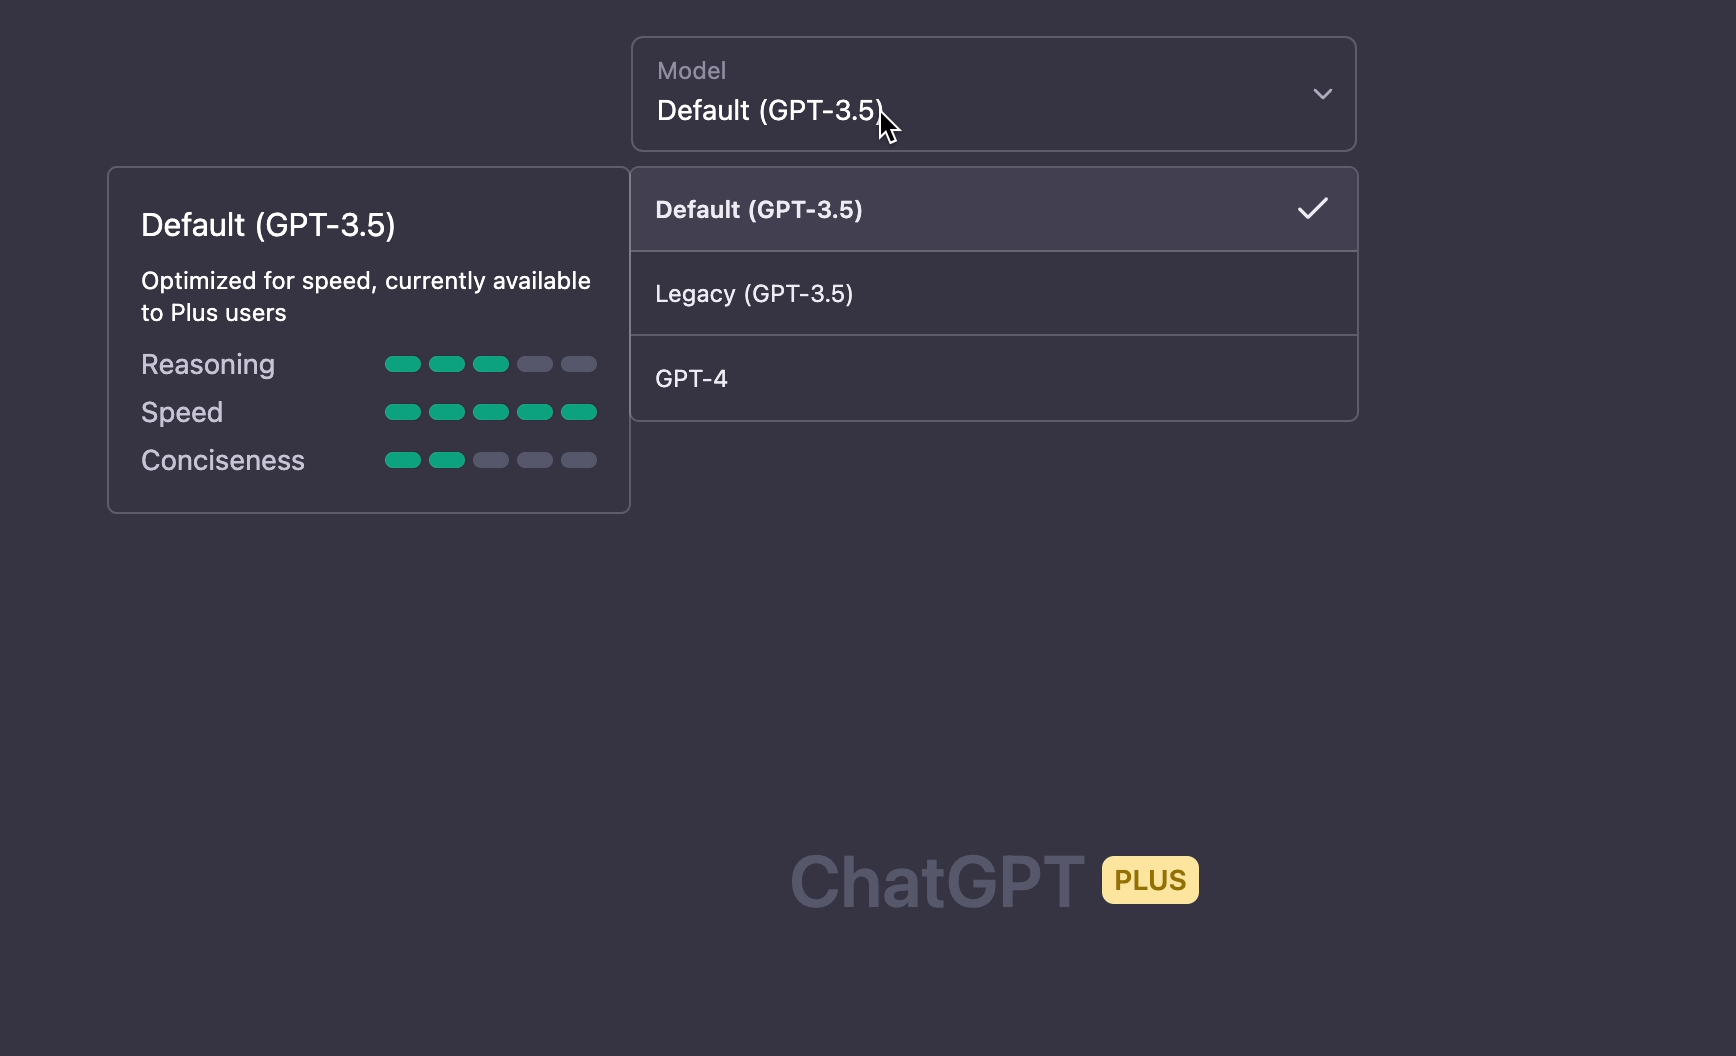 Model
Default (GPT-3.5)
Default (GPT-3.5)
Optimized for speed, currently available
to Plus users
Reasoning
Speed
Conciseness
Default (GPT-3.5)
Legacy (GPT-3.5)
GPT-4
ChatGPT PLUS